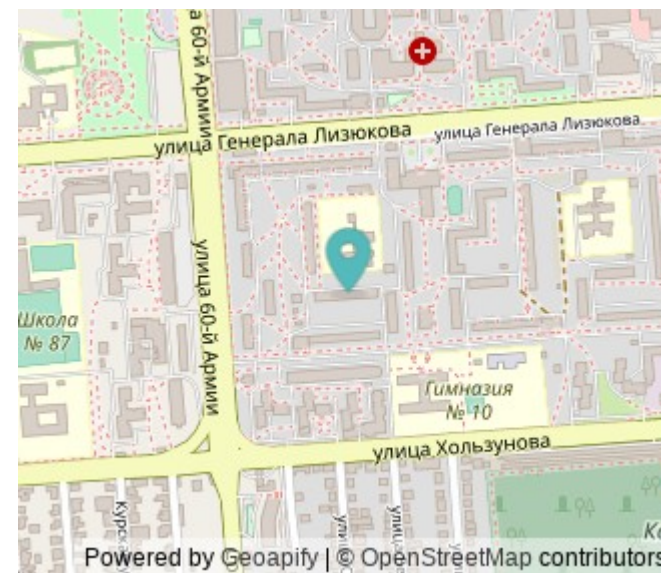 а 60-й Армии
улица Генерала Лизюкова
улица Генерала Лизюкова
улица 60-й Армии
Школа
№ 87
Гимназия
№ 10
улица Хользунова
Курская
Powered by Geoapify | © OpenStreetMap contributors